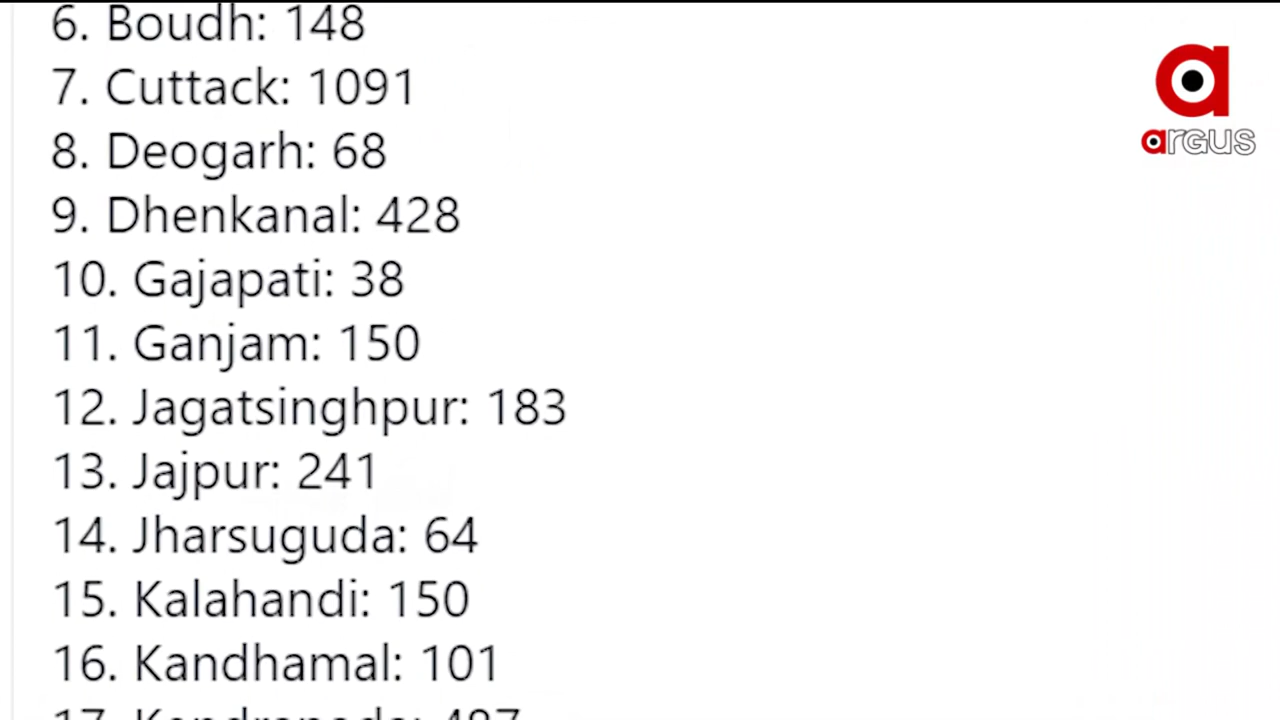 6. Boudh: 148
7. Cuttack: 1091
8. Deogarh: 68
9. Dhenkanal: 428
10. Gajapati: 38
11. Ganjam: 150
12. Jagatsinghpur: 183
13. Jajpur: 241
14. Jharsuguda: 64
15. Kalahandi: 150
16. Kandhamal: 101
a
argus